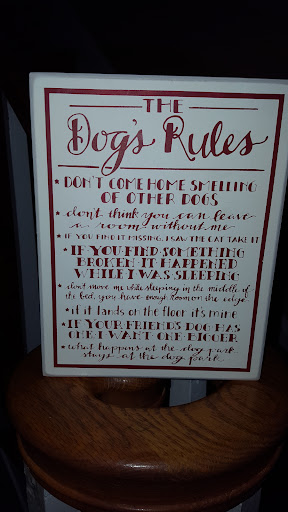 THE
Dog's Rules
★ DON'T COME HOME SMELLING
OF OTHER DOGS
★ don't think you can leave
a room without me
★ IF YOU FIND IT MISSING, I SAW THE CAT TAKE IT
★ IF YOU FIND SOMETHING
BROKEN IT HAPPENED
WHILE I WAS SLEEPING
★ don't move me while sleeping in the middle of
the bed, you have enough room on the edge
★ if it lands on the floor it's mine
★ IF YOUR FRIEND'S DOG HAS
ONE I WANT ONE BIGGER
★ what happens at the dog park
stays at the dog park